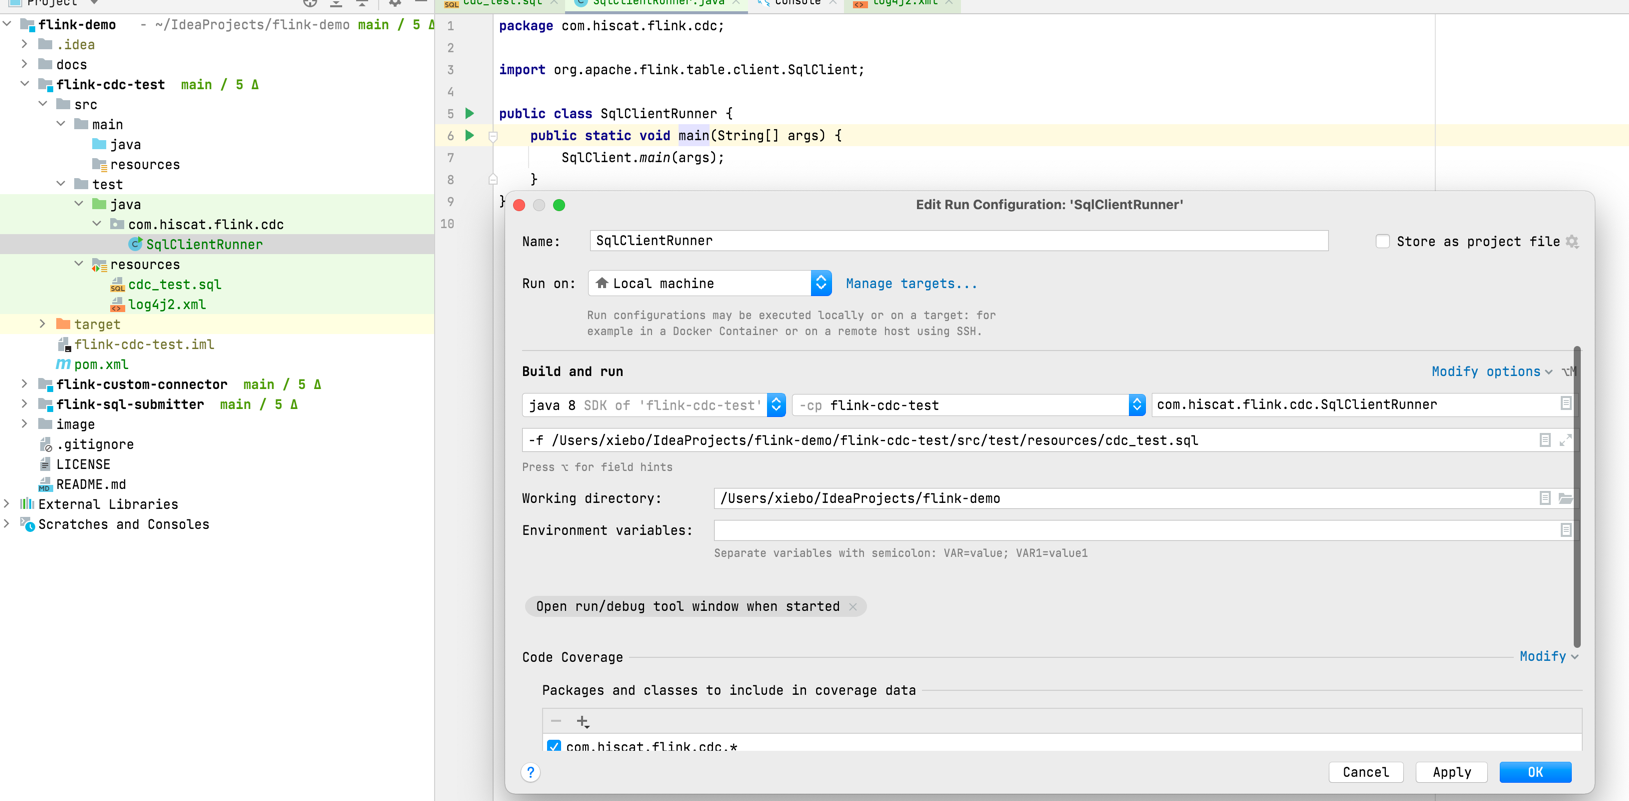 Project
flink-demo - ~/IdeaProjects/flink-demo main / 5 Δ
.idea
docs
flink-cdc-test main / 5 Δ
src
main
java
resources
test
java
com.hiscat.flink.cdc
SqlClientRunner
resources
cdc_test.sql
log4j2.xml
target
flink-cdc-test.iml
pom.xml
flink-custom-connector main / 5 Δ
flink-sql-submitter main / 5 Δ
image
.gitignore
LICENSE
README.md
External Libraries
Scratches and Consoles
cdc_test.sql SqlClientRunner.java console log4j2.xml
1 package com.hiscat.flink.cdc;
2
3 import org.apache.flink.table.client.SqlClient;
4
5 public class SqlClientRunner {
6 public static void main(String[] args) {
7 SqlClient.main(args);
8 }
9 }
10
Edit Run Configuration: 'SqlClientRunner'
Name: SqlClientRunner Store as project file
Run on: Local machine Manage targets...
Run configurations may be executed locally or on a target: for
example in a Docker Container or on a remote host using SSH.
Build and run Modify options ⌥M
java 8 SDK of 'flink-cdc-test' -cp flink-cdc-test com.hiscat.flink.cdc.SqlClientRunner
-f /Users/xiebo/IdeaProjects/flink-demo/flink-cdc-test/src/test/resources/cdc_test.sql
Press ⌥ for field hints
Working directory: /Users/xiebo/IdeaProjects/flink-demo
Environment variables:
Separate variables with semicolon: VAR=value; VAR1=value1
Open run/debug tool window when started ×
Code Coverage Modify
Packages and classes to include in coverage data
com.hiscat.flink.cdc.*
? Cancel Apply OK